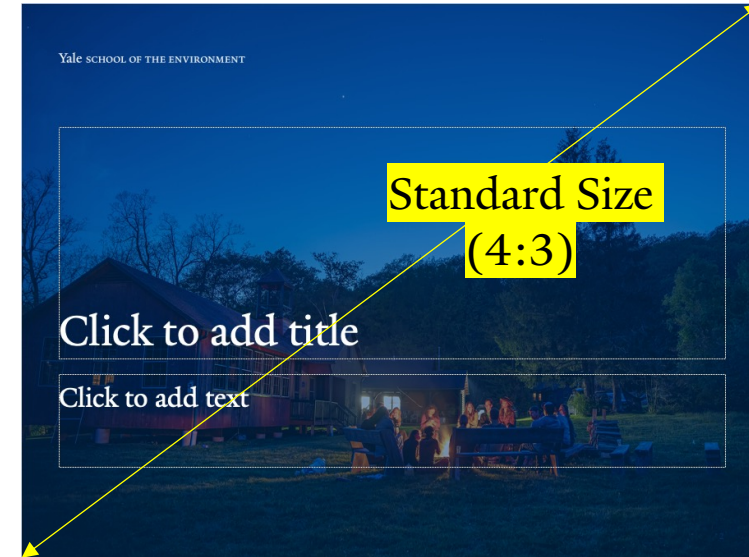 Yale SCHOOL OF THE ENVIRONMENT
Standard Size
(4:3)
Click to add title
Click to add text